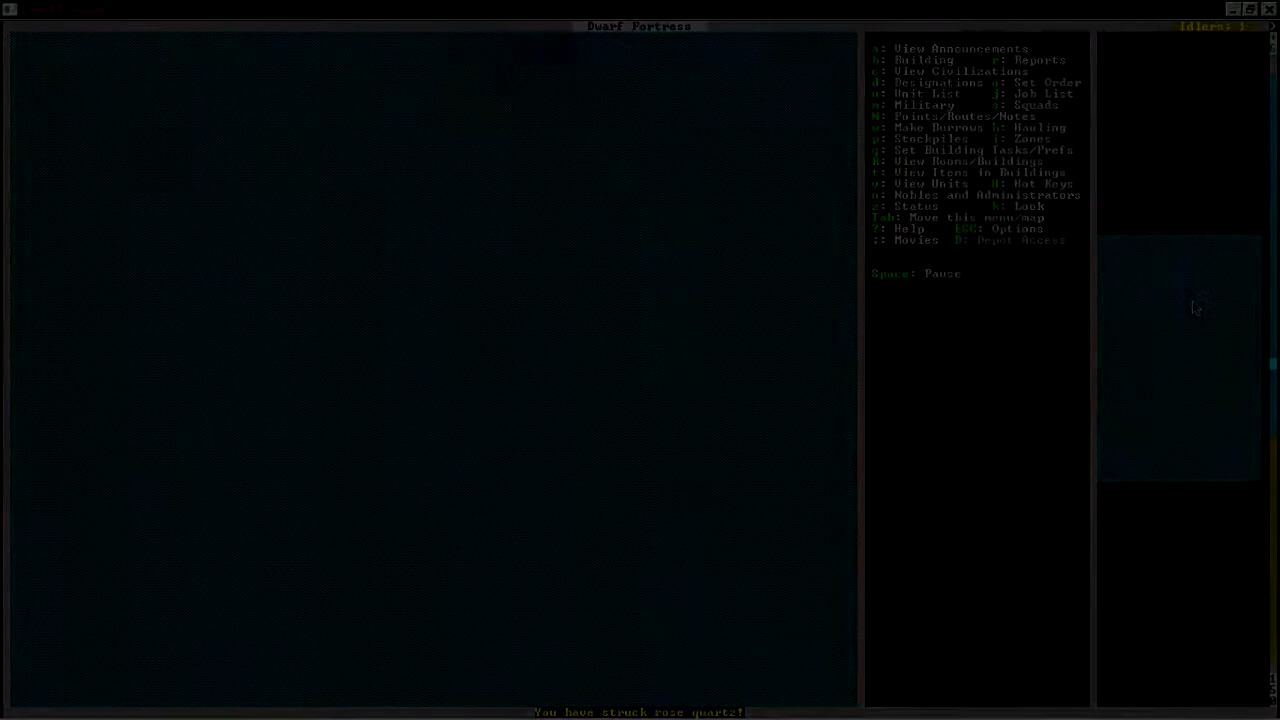 Dwarf Fortress
Idlers: 1
a: View Announcements
b: Building r: Reports
c: View Civilizations
d: Designations o: Set Order
u: Unit List j: Job List
m: Military s: Squads
N: Points/Routes/Notes
w: Make Burrows h: Hauling
p: Stockpiles i: Zones
q: Set Building Tasks/Prefs
R: View Rooms/Buildings
t: View Items in Buildings
v: View Units H: Hot Keys
n: Nobles and Administrators
z: Status k: Look
Tab: Move this menu/map
?: Help ESC: Options
;: Movies D: Depot Access
Space: Pause
You have struck rose quartz!